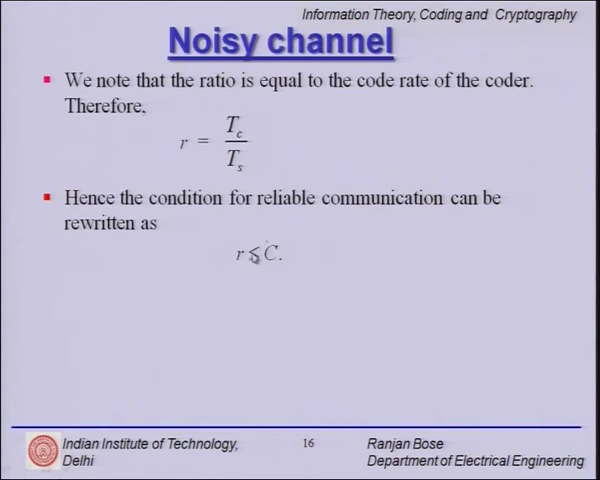 Information Theory, Coding and Cryptography
Noisy channel
We note that the ratio is equal to the code rate of the coder.
Therefore,
r = T_c / T_s
Hence the condition for reliable communication can be
rewritten as
r ≤ C.
Indian Institute of Technology,
Delhi
16
Ranjan Bose
Department of Electrical Engineering